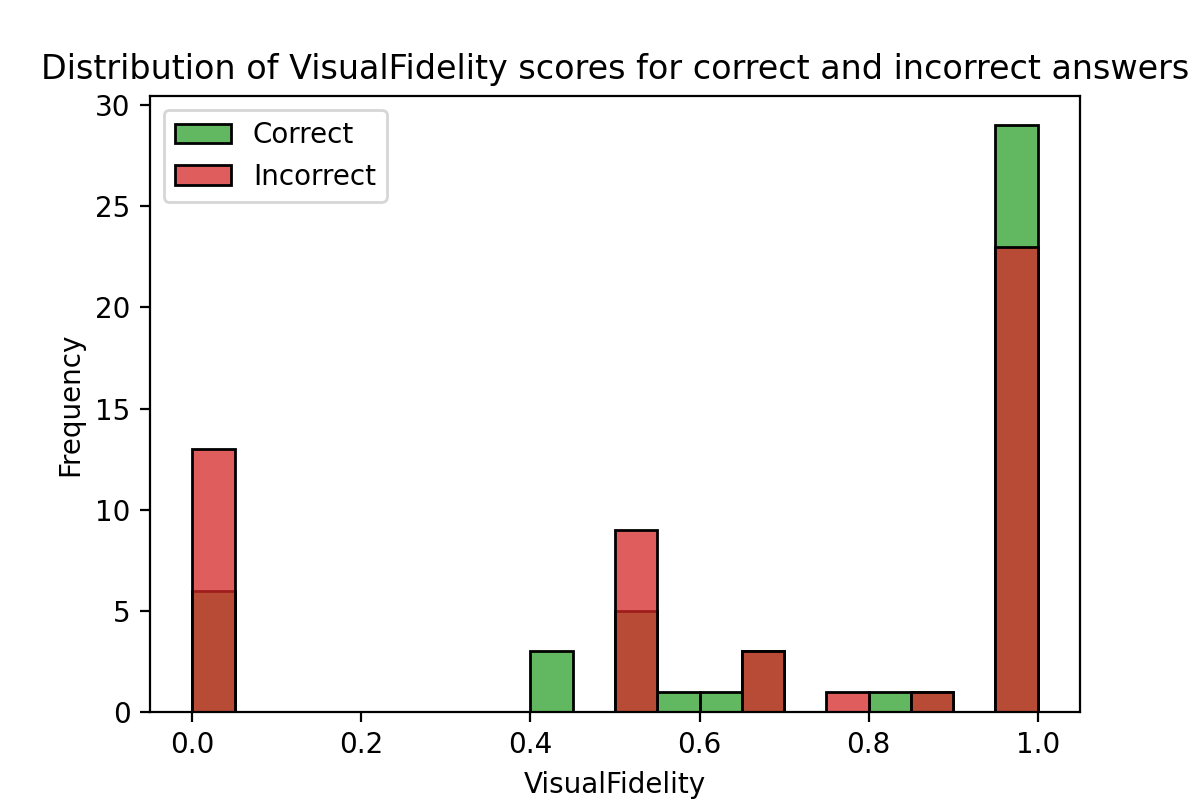 Distribution of VisualFidelity scores for correct and incorrect answers
30
25
20
15
10
5
0
Frequency
Correct
Incorrect
0.0 0.2 0.4 0.6 0.8 1.0
VisualFidelity